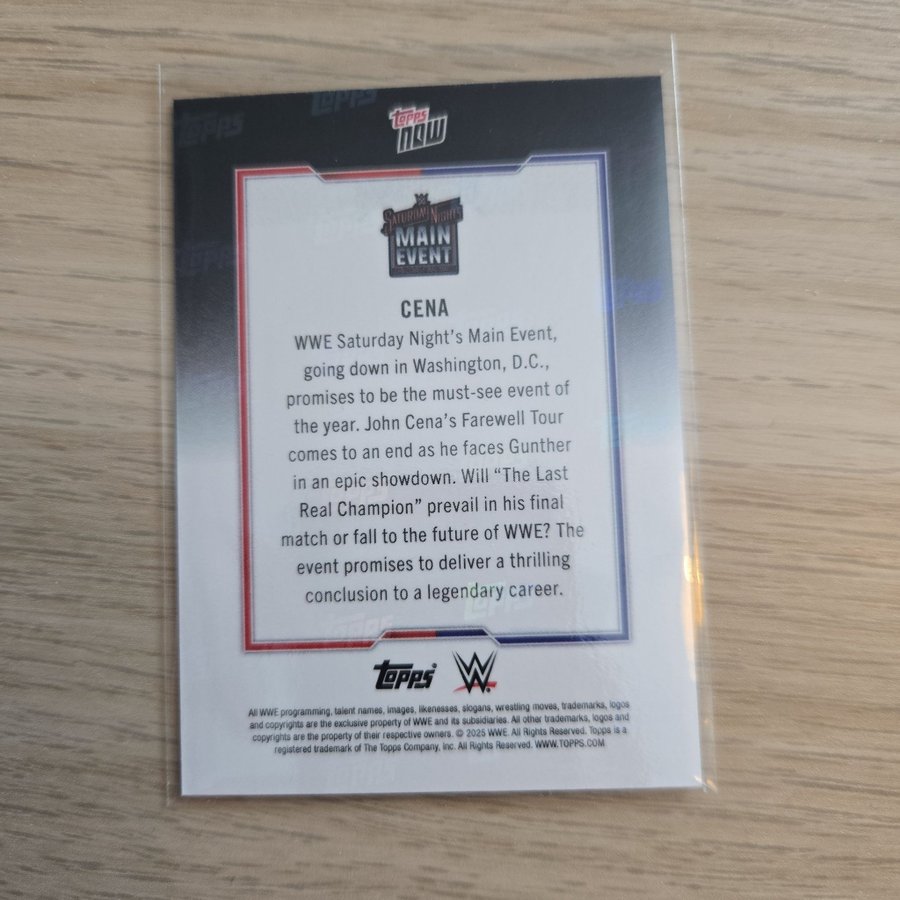 topps
topps
topps
now
W
SATURDAY NIGHT'S
MAIN
EVENT
CENA
WWE Saturday Night's Main Event,
going down in Washington, D.C.,
promises to be the must-see event of
the year. John Cena's Farewell Tour
comes to an end as he faces Gunther
in an epic showdown. Will “The Last
Real Champion” prevail in his final
match or fall to the future of WWE? The
event promises to deliver a thrilling
conclusion to a legendary career.
topps® W®
All WWE programming, talent names, images, likenesses, slogans, wrestling moves, trademarks, logos
and copyrights are the exclusive property of WWE and its subsidiaries. All other trademarks, logos and
copyrights are the property of their respective owners. © 2025 WWE. All Rights Reserved. Topps is a
registered trademark of The Topps Company, Inc. All Rights Reserved. WWW.TOPPS.COM